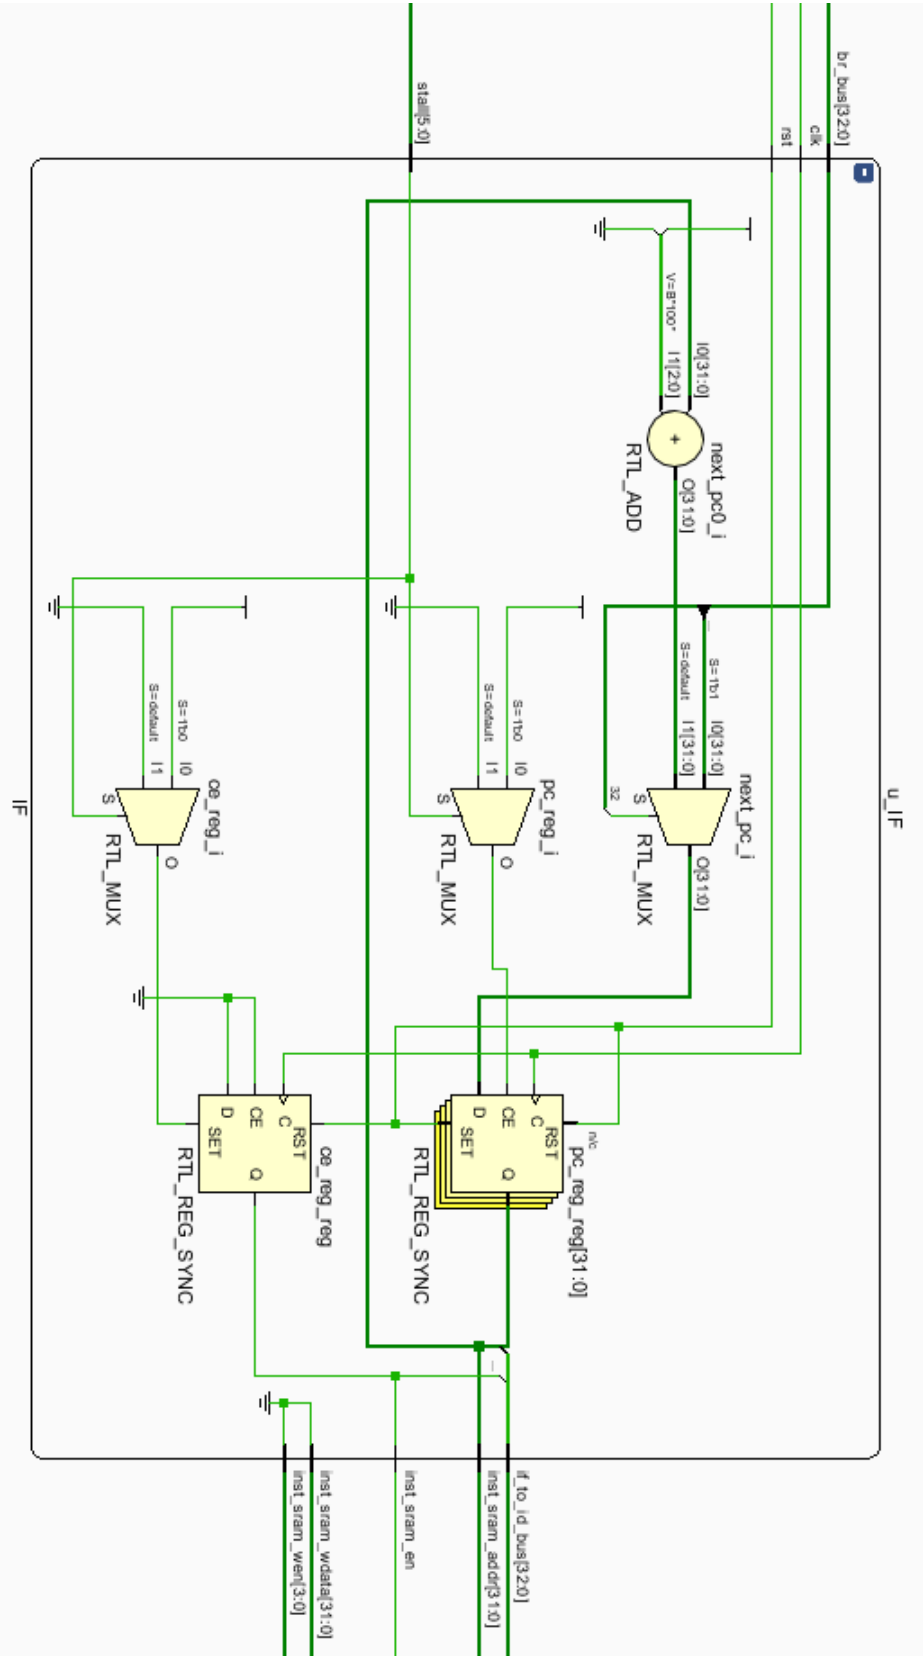 br_bus[32:0]
clk
rst
stall[5:0]
u_IF
V=B"100"
I0[31:0]
I1[2:0]
+
next_pc0_i
O[31:0]
RTL_ADD
S=1'b1
I0[31:0]
S=default
I1[31:0]
32
S
next_pc_i
O[31:0]
RTL_MUX
S=1'b0
I0
S=default
I1
S
pc_reg_i
O
RTL_MUX
S=1'b0
I0
S=default
I1
S
ce_reg_i
O
RTL_MUX
n/c
RST
C
CE
D
SET
Q
pc_reg_reg[31:0]
RTL_REG_SYNC
RST
C
CE
D
SET
Q
ce_reg_reg
RTL_REG_SYNC
if_to_id_bus[32:0]
inst_sram_addr[31:0]
inst_sram_en
inst_sram_wdata[31:0]
inst_sram_wen[3:0]
IF